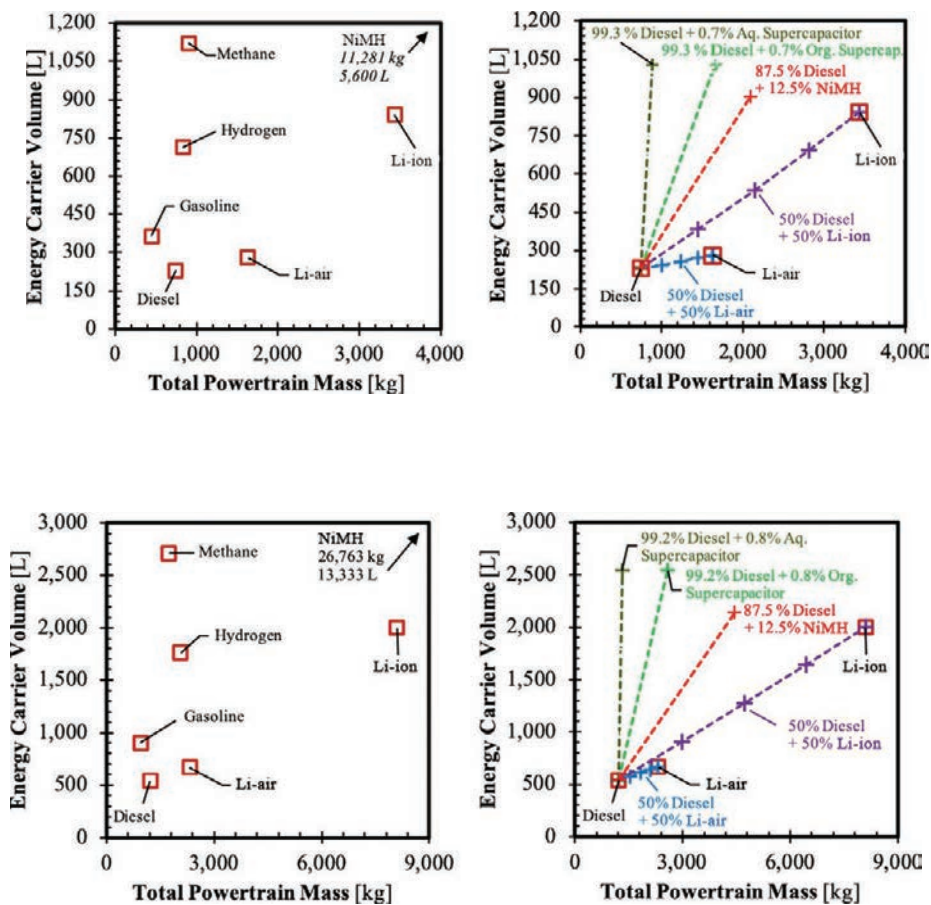 Energy Carrier Volume [L]
1,200
1,050
900
750
600
450
300
150
0
Methane
NiMH
11,281 kg
5,600 L
Hydrogen
Li-ion
Gasoline
Li-air
Diesel
0
1,000
2,000
3,000
4,000
Total Powertrain Mass [kg]
Energy Carrier Volume [L]
1,200
1,050
900
750
600
450
300
150
0
99.3% Diesel + 0.7% Aq. Supercapacitor
99.3% Diesel + 0.7% Org. Supercap.
87.5% Diesel
+ 12.5% NiMH
Li-ion
50% Diesel
+ 50% Li-ion
Li-air
Diesel
50% Diesel
+ 50% Li-air
0
1,000
2,000
3,000
4,000
Total Powertrain Mass [kg]
Energy Carrier Volume [L]
3,000
2,500
2,000
1,500
1,000
500
0
Methane
NiMH
26,763 kg
13,333 L
Hydrogen
Li-ion
Gasoline
Li-air
Diesel
0
3,000
6,000
9,000
Total Powertrain Mass [kg]
Energy Carrier Volume [L]
3,000
2,500
2,000
1,500
1,000
500
0
99.2% Diesel + 0.8% Aq.
Supercapacitor
99.2% Diesel + 0.8% Org.
Supercapacitor
87.5% Diesel
+ 12.5% NiMH
Li-ion
50% Diesel
+ 50% Li-ion
Li-air
Diesel
50% Diesel
+ 50% Li-air
0
3,000
6,000
9,000
Total Powertrain Mass [kg]